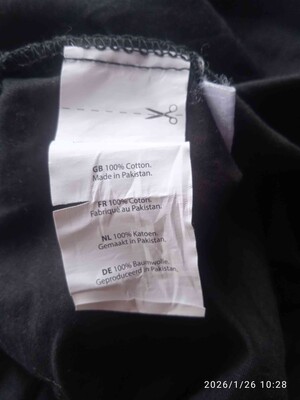 GB 100% Cotton.
Made in Pakistan.
FR 100% Coton.
Fabriqué au Pakistan.
NL 100% Katoen.
Gemaakt in Pakistan.
DE 100% Baumwolle.
Geproduceerd in Pakistan.
2026/1/26 10:28